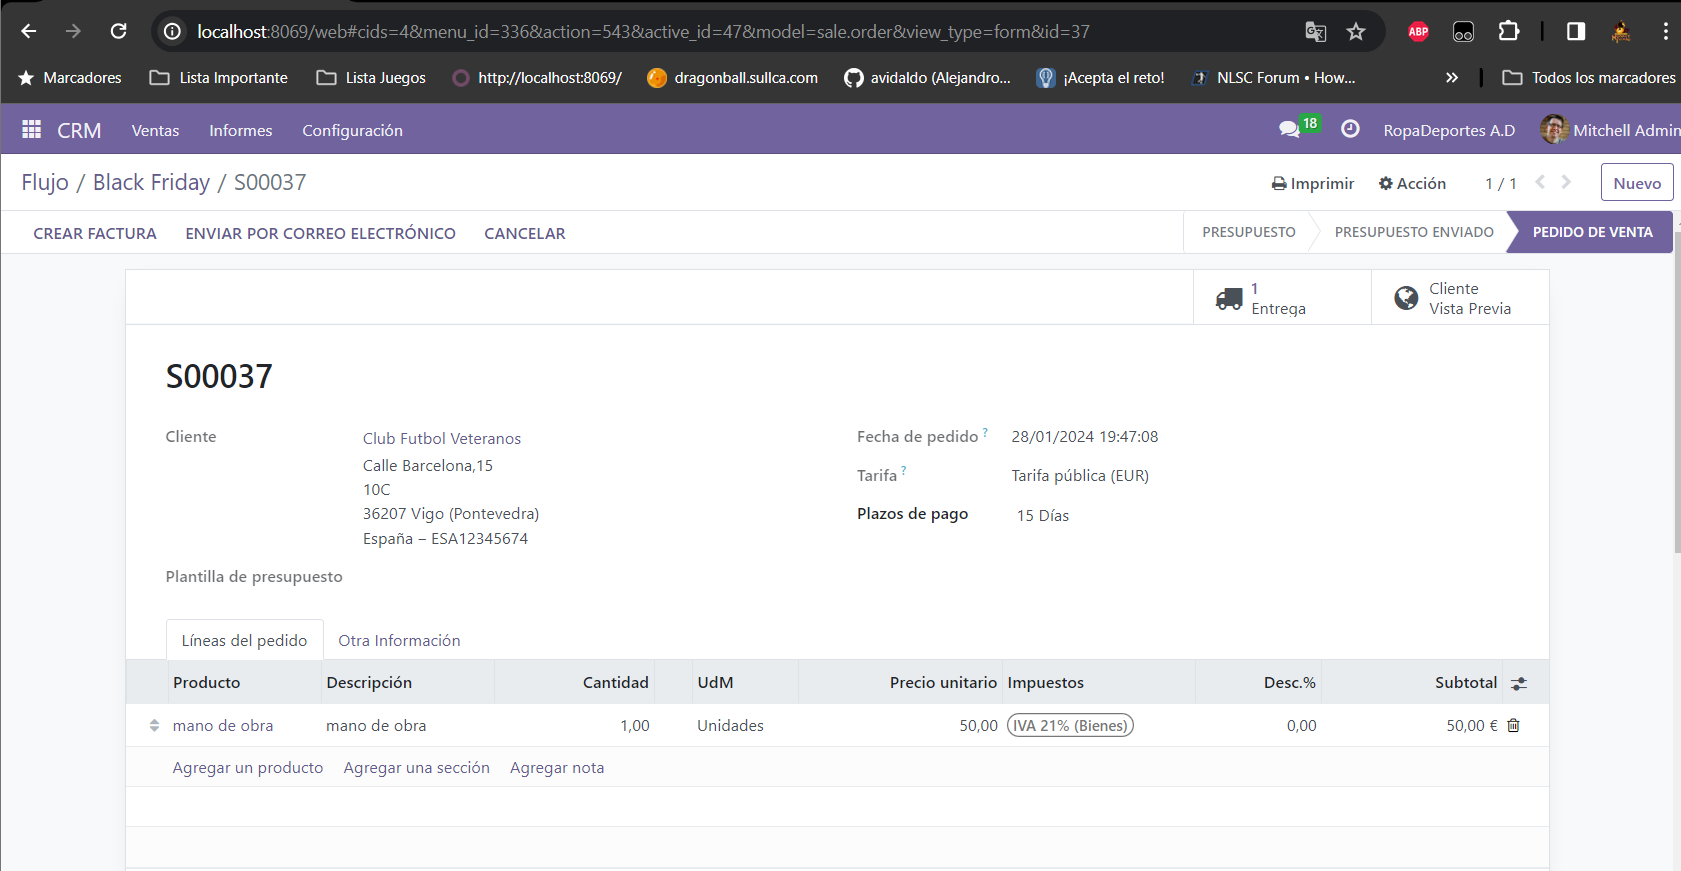 localhost:8069/web#cids=4&menu_id=336&action=543&active_id=47&model=sale.order&view_type=form&id=37
ABP
Marcadores Lista Importante Lista Juegos http://localhost:8069/ dragonball.sullca.com avidaldo (Alejandro... ¡Acepta el reto! NLSC Forum • How... » Todos los marcadores
CRM Ventas Informes Configuración 18 RopaDeportes A.D Mitchell Admin
Flujo / Black Friday / S00037 Imprimir Acción 1 / 1 Nuevo
CREAR FACTURA ENVIAR POR CORREO ELECTRÓNICO CANCELAR PRESUPUESTO PRESUPUESTO ENVIADO PEDIDO DE VENTA
1 Entrega
Cliente Vista Previa
S00037
Cliente Club Futbol Veteranos
Calle Barcelona,15
10C
36207 Vigo (Pontevedra)
España – ESA12345674
Plantilla de presupuesto
Fecha de pedido ? 28/01/2024 19:47:08
Tarifa ? Tarifa pública (EUR)
Plazos de pago 15 Días
Líneas del pedido Otra Información
Producto Descripción Cantidad UdM Precio unitario Impuestos Desc.% Subtotal
mano de obra mano de obra 1,00 Unidades 50,00 IVA 21% (Bienes) 0,00 50,00 €
Agregar un producto Agregar una sección Agregar nota